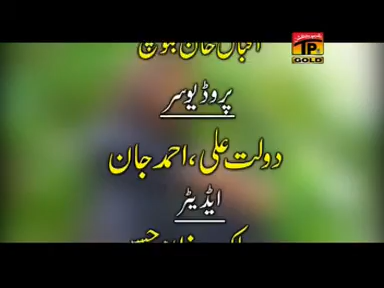 اقبال خان بلوچ
TP
GOLD
پروڈیوسر
دولت علی، احمد جان
ایڈیٹر